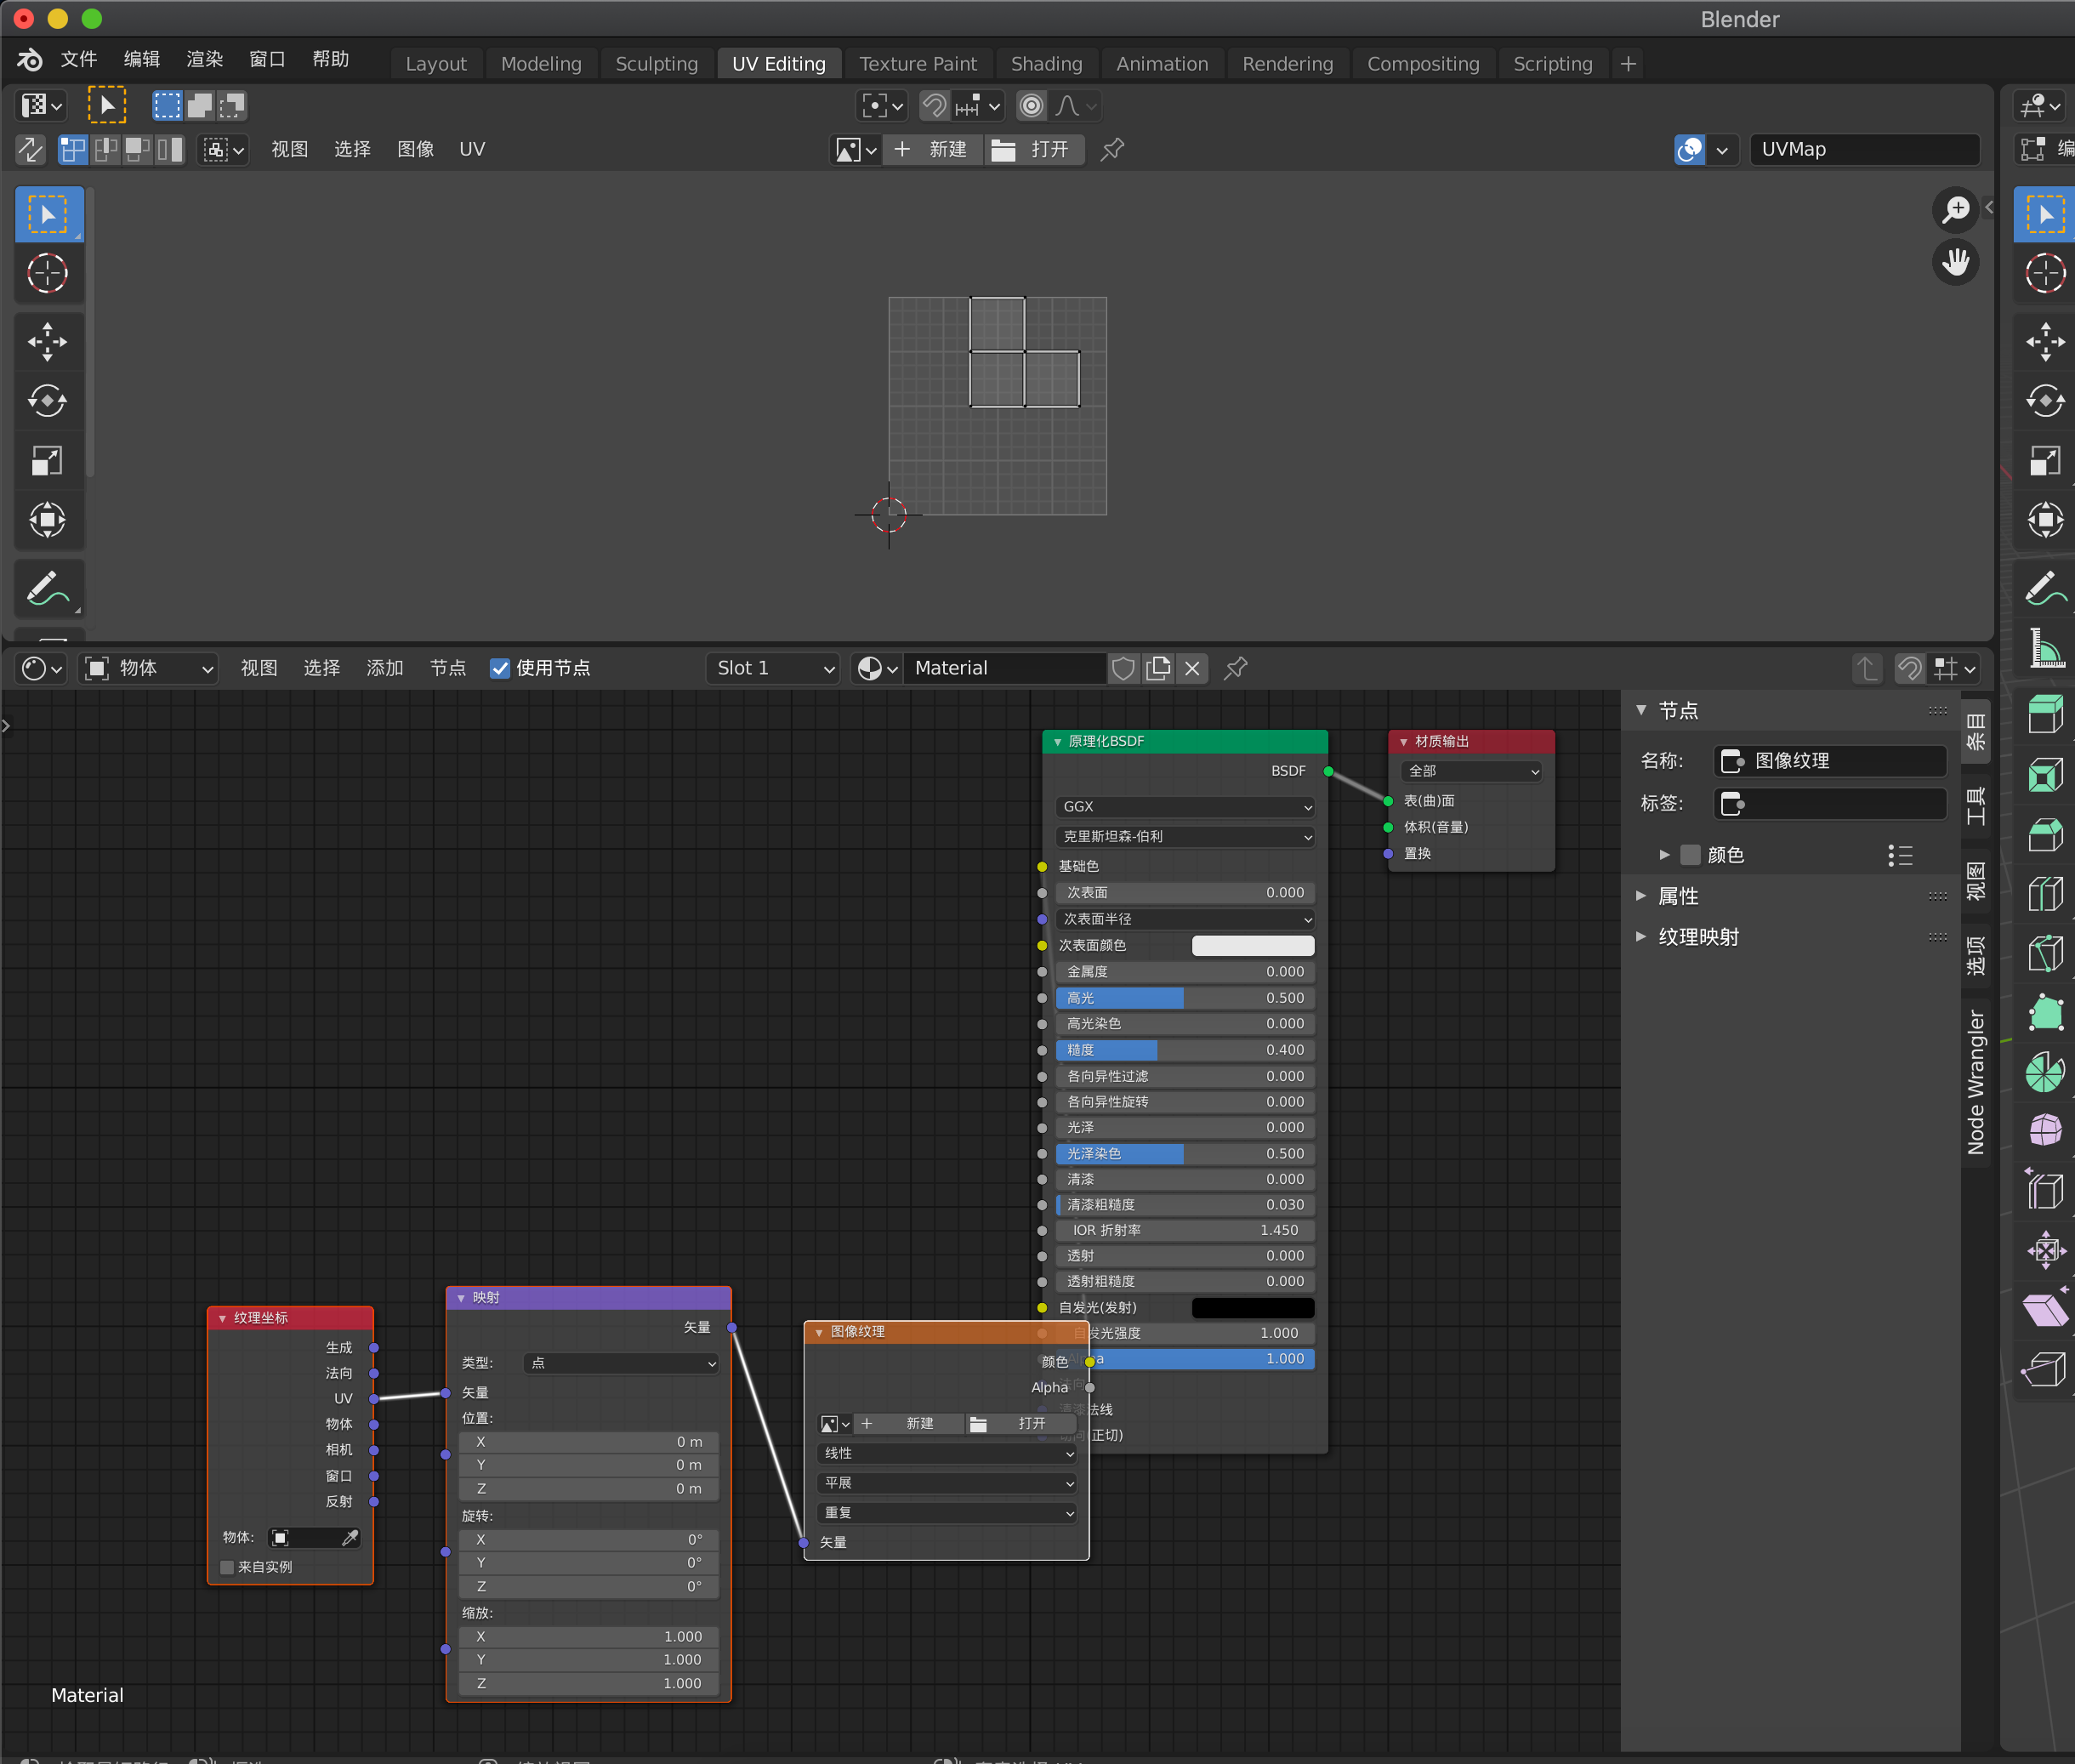 Blender
文件 编辑 渲染 窗口 帮助 Layout Modeling Sculpting UV Editing Texture Paint Shading Animation Rendering Compositing Scripting +
视图 选择 图像 UV + 新建 打开 UVMap 编
物体 视图 选择 添加 节点 使用节点 Slot 1 Material
节点
名称: 图像纹理
标签:
颜色
属性
纹理映射
条目
工具
视图
选项
Node Wrangler
原理化BSDF
BSDF
GGX
克里斯坦森-伯利
基础色
次表面 0.000
次表面半径
次表面颜色
金属度 0.000
高光 0.500
高光染色 0.000
糙度 0.400
各向异性过滤 0.000
各向异性旋转 0.000
光泽 0.000
光泽染色 0.500
清漆 0.000
清漆粗糙度 0.030
IOR 折射率 1.450
透射 0.000
透射粗糙度 0.000
自发光(发射)
自发光强度 1.000
1.000
材质输出
全部
表(曲)面
体积(音量)
置换
纹理坐标
生成
法向
UV
物体
相机
窗口
反射
物体:
来自实例
映射
矢量
类型: 点
矢量
位置:
X 0 m
Y 0 m
Z 0 m
旋转:
X 0°
Y 0°
Z 0°
缩放:
X 1.000
Y 1.000
Z 1.000
图像纹理
颜色
Alpha
+ 新建 打开
线性
平展
重复
矢量
Material